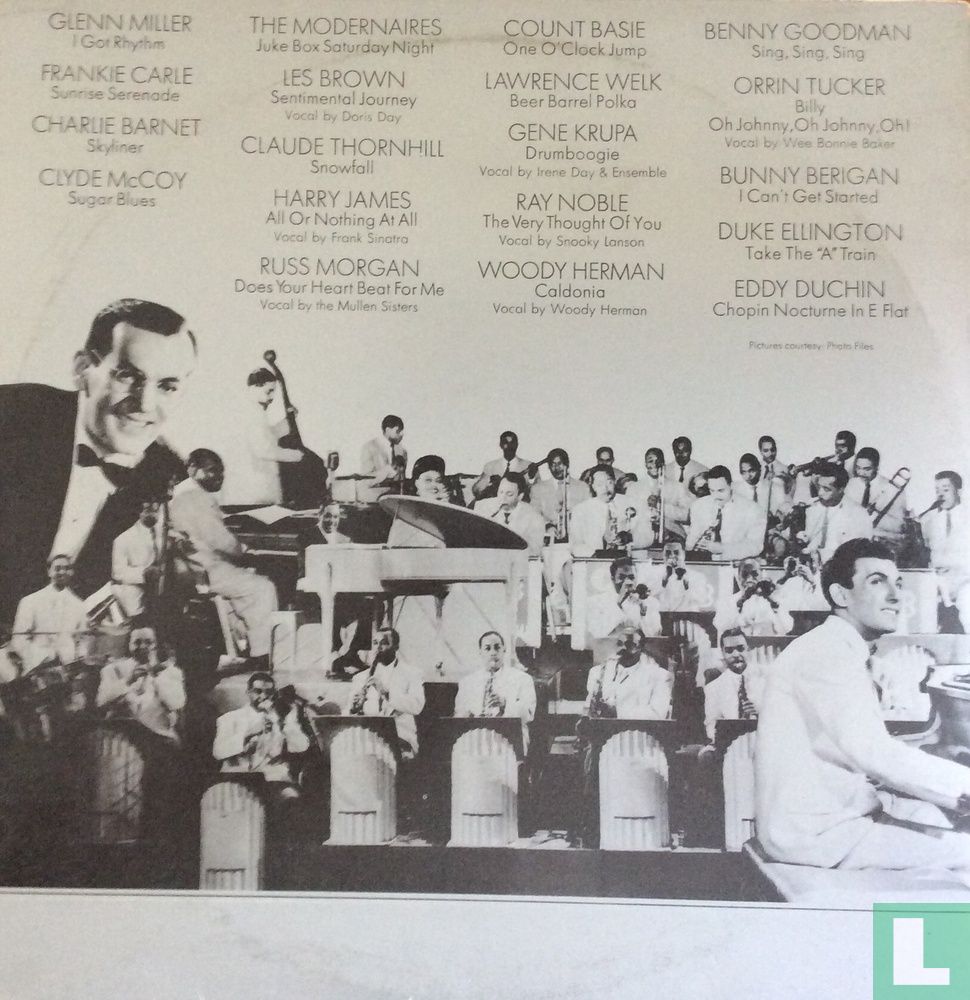 GLENN MILLER
I Got Rhythm
FRANKIE CARLE
Sunrise Serenade
CHARLIE BARNET
Skyliner
CLYDE McCOY
Sugar Blues
THE MODERNAIRES
Juke Box Saturday Night
LES BROWN
Sentimental Journey
Vocal by Doris Day
CLAUDE THORNHILL
Snowfall
HARRY JAMES
All Or Nothing At All
Vocal by Frank Sinatra
RUSS MORGAN
Does Your Heart Beat For Me
Vocal by the Mullen Sisters
COUNT BASIE
One O'Clock Jump
LAWRENCE WELK
Beer Barrel Polka
GENE KRUPA
Drumboogie
Vocal by Irene Day & Ensemble
RAY NOBLE
The Very Thought Of You
Vocal by Snooky Lanson
WOODY HERMAN
Caldonia
Vocal by Woody Herman
BENNY GOODMAN
Sing, Sing, Sing
ORRIN TUCKER
Billy
Oh Johnny, Oh Johnny, Oh!
Vocal by Wee Bonnie Baker
BUNNY BERIGAN
I Can't Get Started
DUKE ELLINGTON
Take The "A" Train
EDDY DUCHIN
Chopin Nocturne In E Flat
Pictures courtesy: Photo Files
L